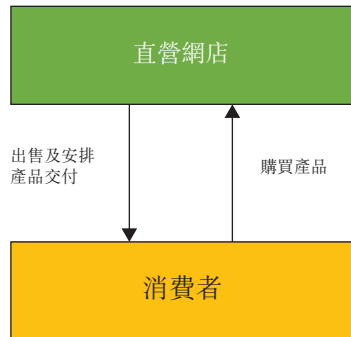 直營網店
出售及安排
產品交付
購買產品
消費者